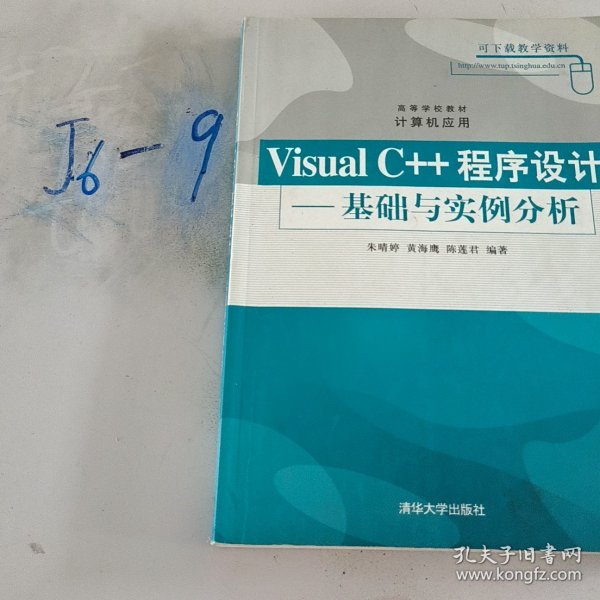 J6-9
可下载教学资料
http://www.tup.tsinghua.edu.cn
高等学校教材
计算机应用
Visual C++ 程序设计
—基础与实例分析
朱晴婷 黄海鹰 陈莲君 编著
清华大学出版社
孔夫子旧书网
www.kongfz.com